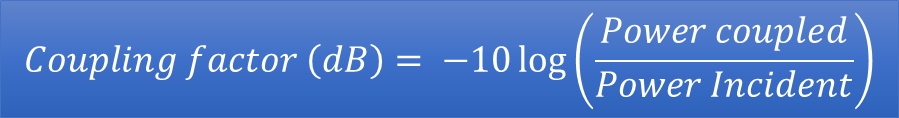 Coupling factor (dB) = −10 log(Power coupled / Power Incident)